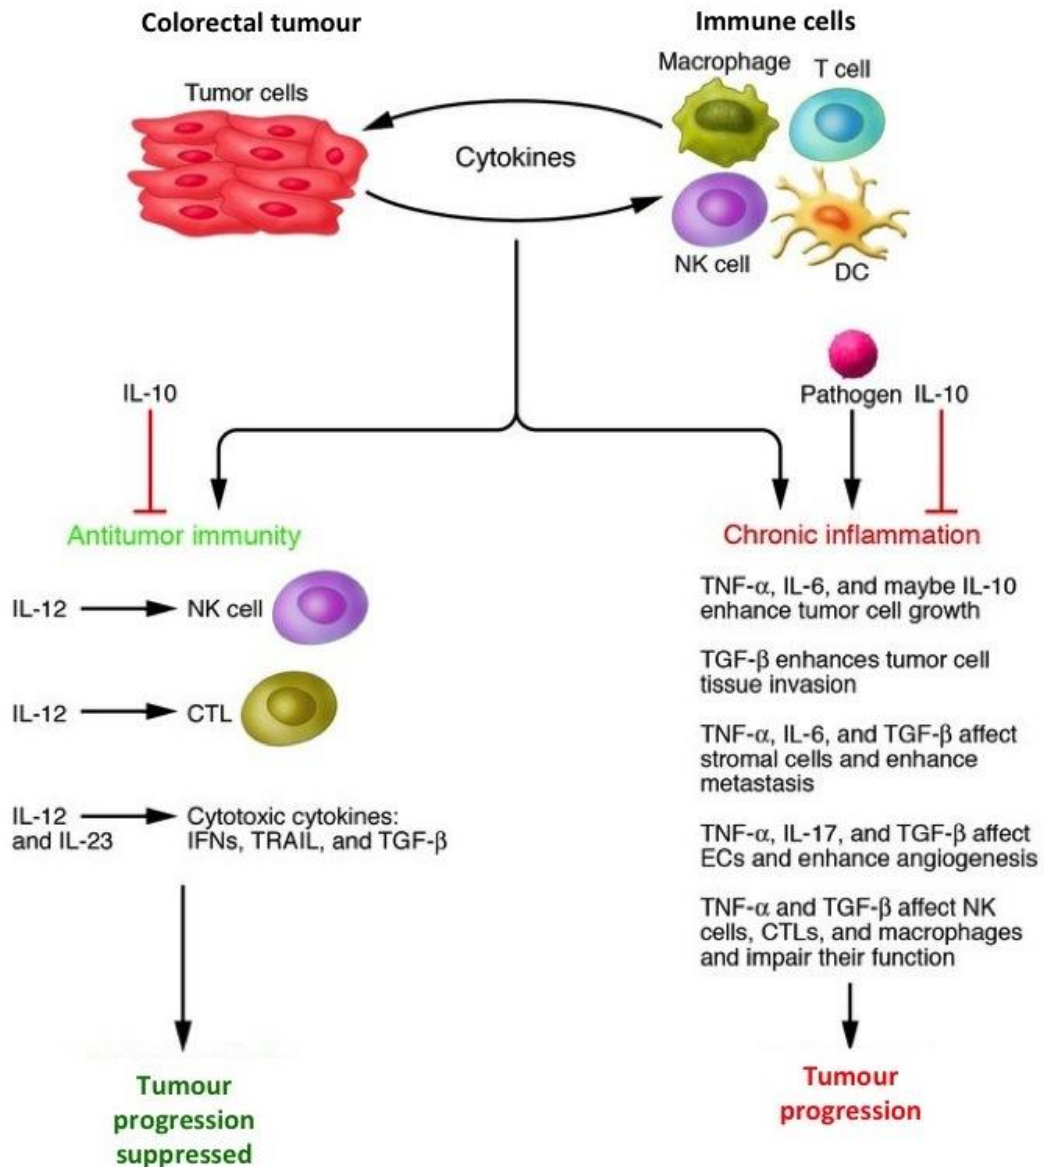 Colorectal tumour
Immune cells
Macrophage
T cell
Tumor cells
Cytokines
NK cell
DC
IL-10
Pathogen
IL-10
Antitumor immunity
IL-12
NK cell
IL-12
CTL
IL-12
and IL-23
Cytotoxic cytokines:
IFNs, TRAIL, and TGF-β
Tumour
progression
suppressed
Chronic inflammation
TNF-α, IL-6, and maybe IL-10
enhance tumor cell growth
TGF-β enhances tumor cell
tissue invasion
TNF-α, IL-6, and TGF-β affect
stromal cells and enhance
metastasis
TNF-α, IL-17, and TGF-β affect
ECs and enhance angiogenesis
TNF-α and TGF-β affect NK
cells, CTLs, and macrophages
and impair their function
Tumour
progression